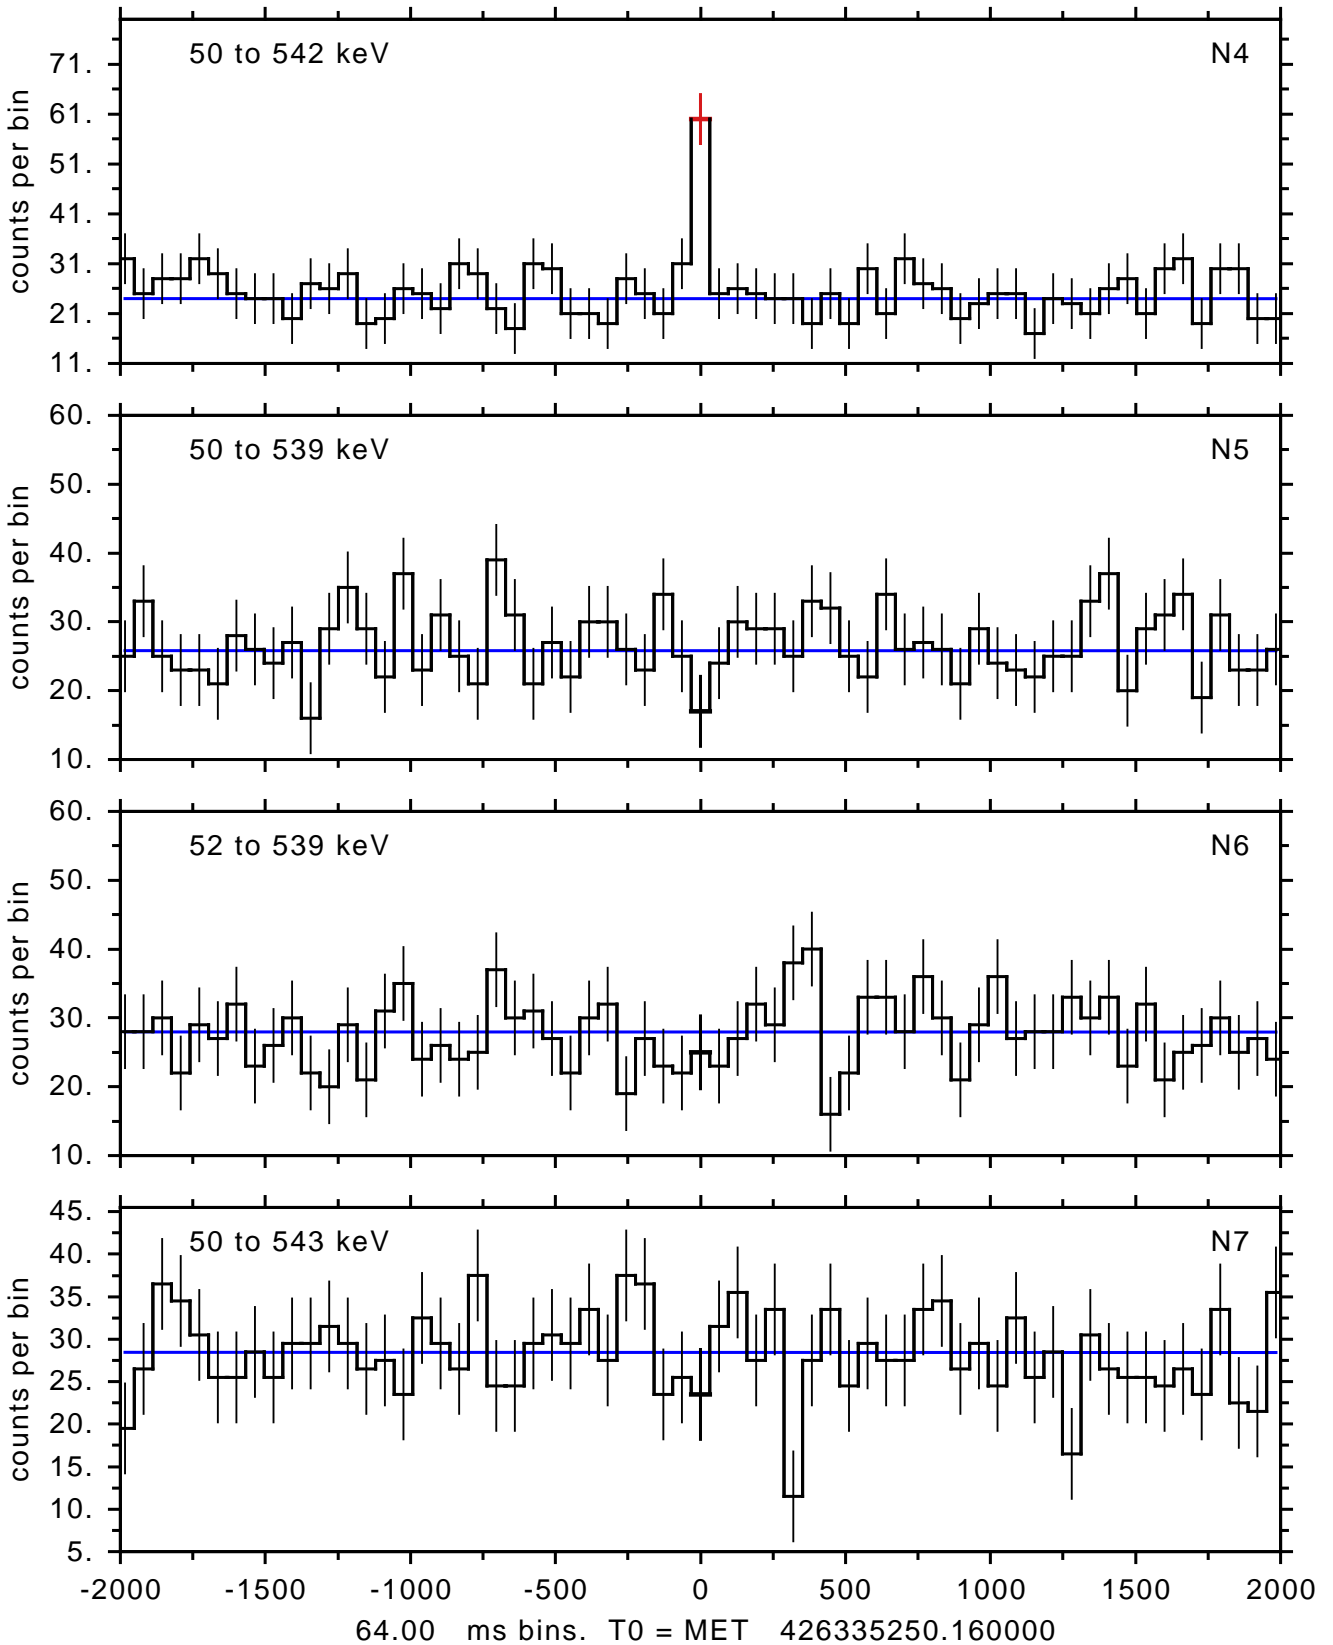 50 to 542 keV N4
71.
61.
51.
41.
31.
21.
11.
counts per bin
50 to 539 keV N5
60.
50.
40.
30.
20.
10.
counts per bin
52 to 539 keV N6
60.
50.
40.
30.
20.
10.
counts per bin
50 to 543 keV N7
45.
40.
35.
30.
25.
20.
15.
10.
5.
counts per bin
-2000 -1500 -1000 -500 0 500 1000 1500 2000
64.00 ms bins. T0 = MET 426335250.160000